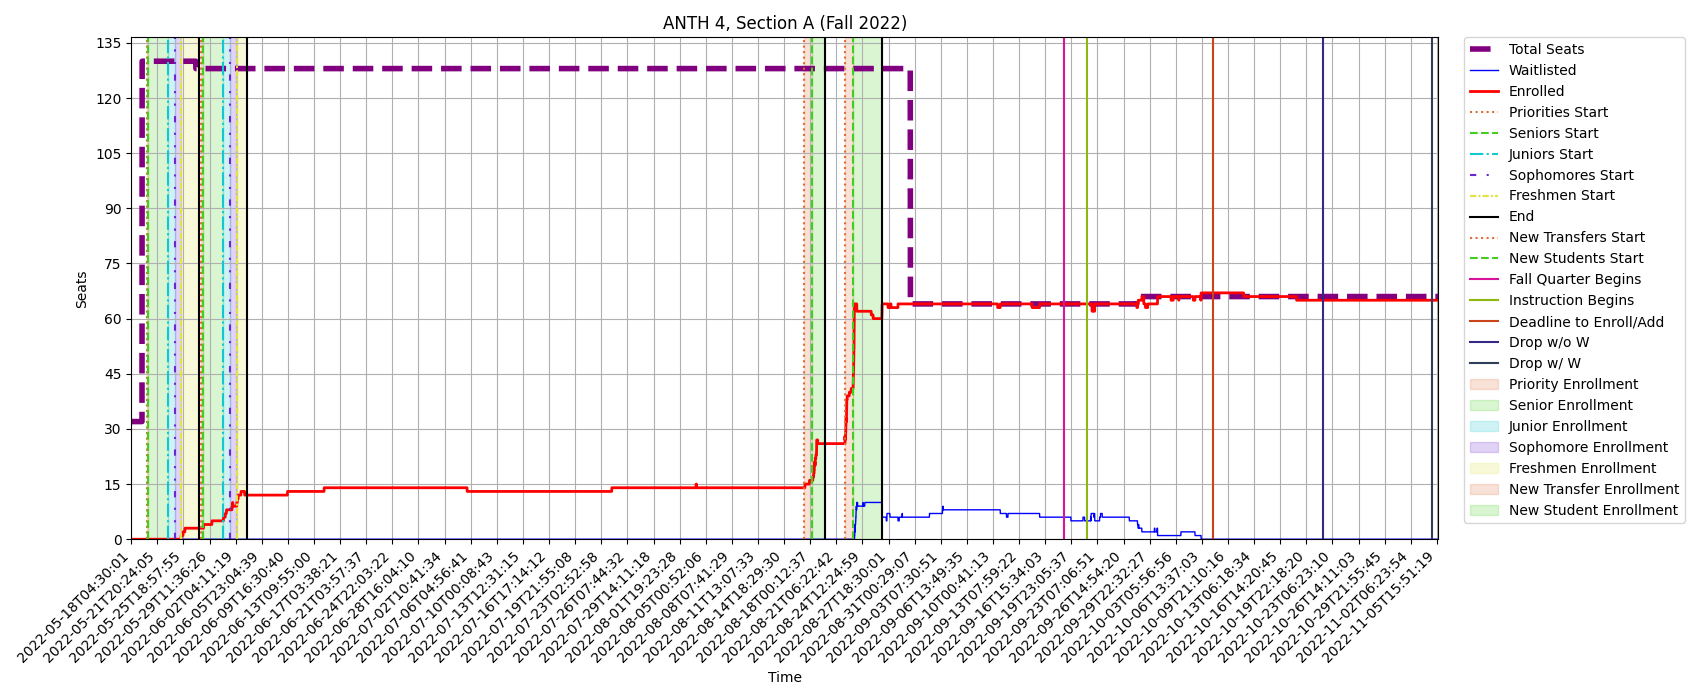 ANTH 4, Section A (Fall 2022)
Seats
135
120
105
90
75
60
45
30
15
0
2022-05-18T04:30:01
2022-05-21T20:24:05
2022-05-25T18:57:55
2022-05-29T11:36:26
2022-06-02T04:11:19
2022-06-05T23:04:39
2022-06-09T16:30:40
2022-06-13T09:55:00
2022-06-17T03:38:21
2022-06-21T03:57:37
2022-06-24T22:03:22
2022-06-28T16:04:10
2022-07-02T10:41:34
2022-07-06T04:56:41
2022-07-10T00:08:43
2022-07-13T12:31:15
2022-07-16T17:14:12
2022-07-19T21:55:08
2022-07-23T02:52:58
2022-07-26T07:44:32
2022-07-29T14:11:18
2022-08-01T19:23:28
2022-08-05T00:52:06
2022-08-08T07:41:29
2022-08-11T13:07:33
2022-08-14T18:29:30
2022-08-18T00:12:37
2022-08-21T06:22:42
2022-08-24T12:24:59
2022-08-27T18:30:01
2022-08-31T00:29:07
2022-09-03T07:30:51
2022-09-06T13:49:35
2022-09-10T00:41:13
2022-09-13T07:59:22
2022-09-16T15:34:03
2022-09-19T23:05:37
2022-09-23T07:06:51
2022-09-26T14:54:20
2022-09-29T22:32:27
2022-10-03T05:56:56
2022-10-06T13:37:03
2022-10-09T21:10:16
2022-10-13T06:18:34
2022-10-16T14:20:45
2022-10-19T22:18:20
2022-10-23T06:23:10
2022-10-26T14:11:03
2022-10-29T21:55:45
2022-11-02T06:23:54
2022-11-05T15:51:19
Time
Total Seats
Waitlisted
Enrolled
Priorities Start
Seniors Start
Juniors Start
Sophomores Start
Freshmen Start
End
New Transfers Start
New Students Start
Fall Quarter Begins
Instruction Begins
Deadline to Enroll/Add
Drop w/o W
Drop w/ W
Priority Enrollment
Senior Enrollment
Junior Enrollment
Sophomore Enrollment
Freshmen Enrollment
New Transfer Enrollment
New Student Enrollment